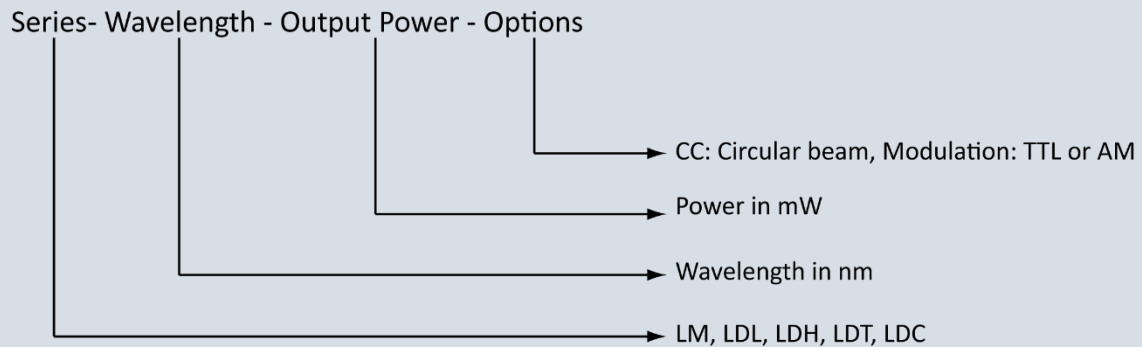 Series- Wavelength - Output Power - Options
CC: Circular beam, Modulation: TTL or AM
Power in mW
Wavelength in nm
LM, LDL, LDH, LDT, LDC